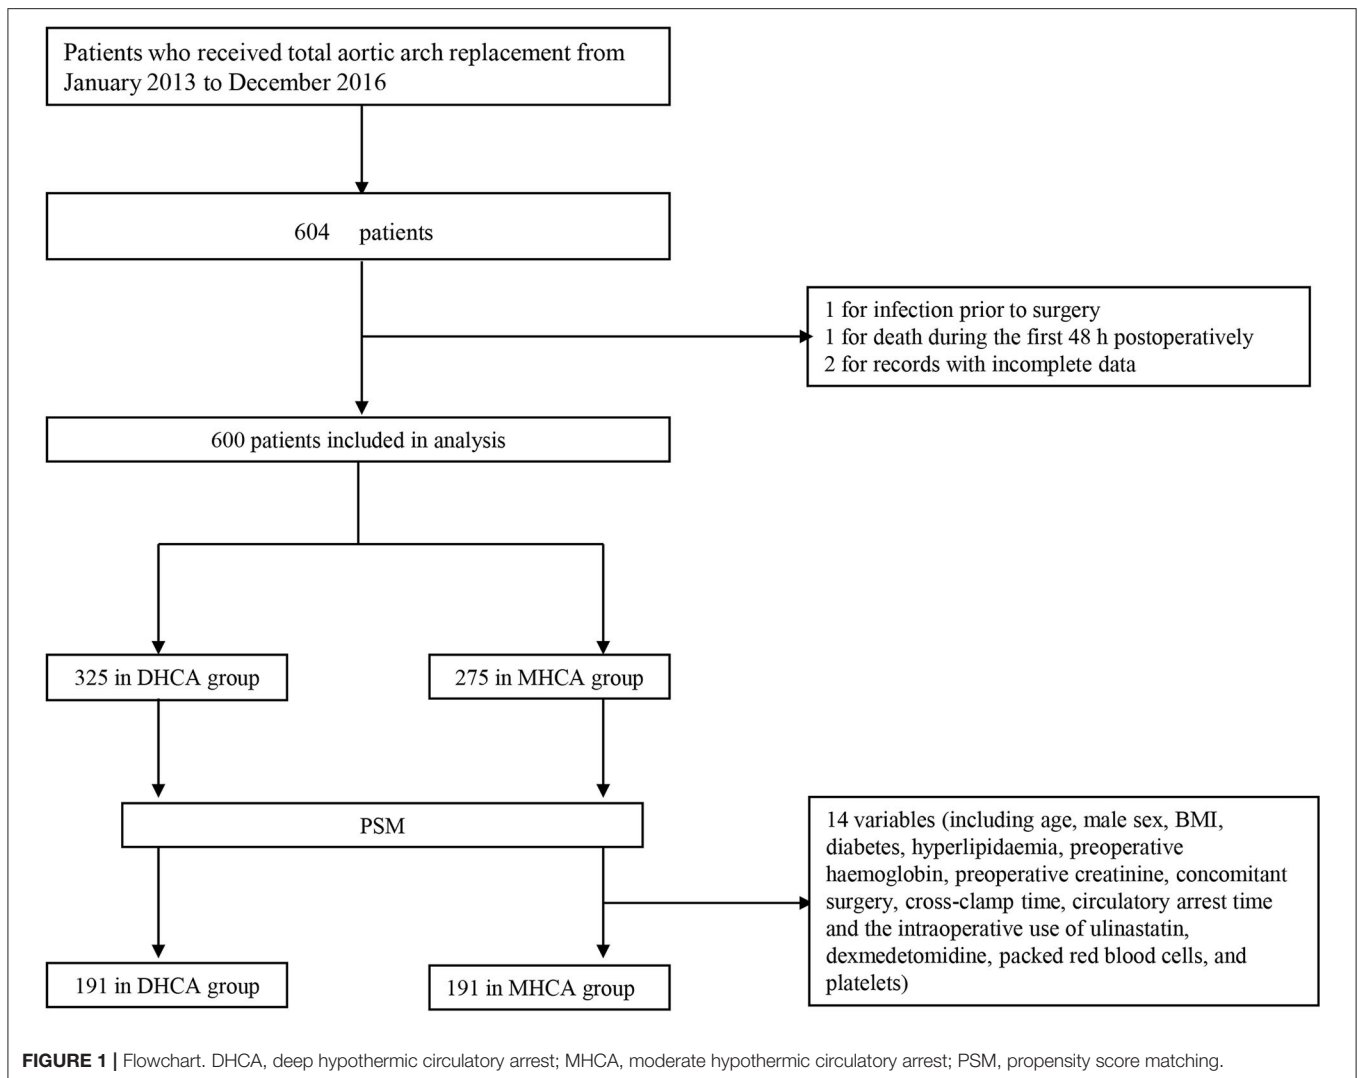 Patients who received total aortic arch replacement from
January 2013 to December 2016
604 patients
1 for infection prior to surgery
1 for death during the first 48 h postoperatively
2 for records with incomplete data
600 patients included in analysis
325 in DHCA group
275 in MHCA group
PSM
14 variables (including age, male sex, BMI,
diabetes, hyperlipidaemia, preoperative
haemoglobin, preoperative creatinine, concomitant
surgery, cross-clamp time, circulatory arrest time
and the intraoperative use of ulinastatin,
dexmedetomidine, packed red blood cells, and
platelets)
191 in DHCA group
191 in MHCA group
FIGURE 1 | Flowchart. DHCA, deep hypothermic circulatory arrest; MHCA, moderate hypothermic circulatory arrest; PSM, propensity score matching.